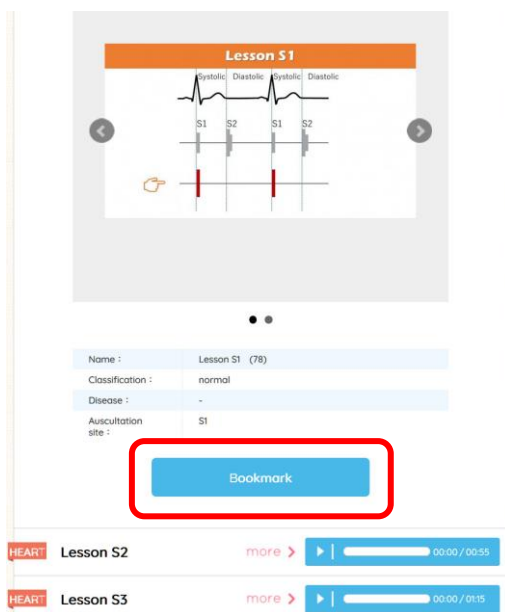 Lesson S1
Systolic Diastolic Systolic Diastolic
S1 S2 S1 S2
Name : Lesson S1 (78)
Classification : normal
Disease : -
Auscultation site : S1
Bookmark
HEART Lesson S2 more 00:00 / 00:55
HEART Lesson S3 more 00:00 / 01:15